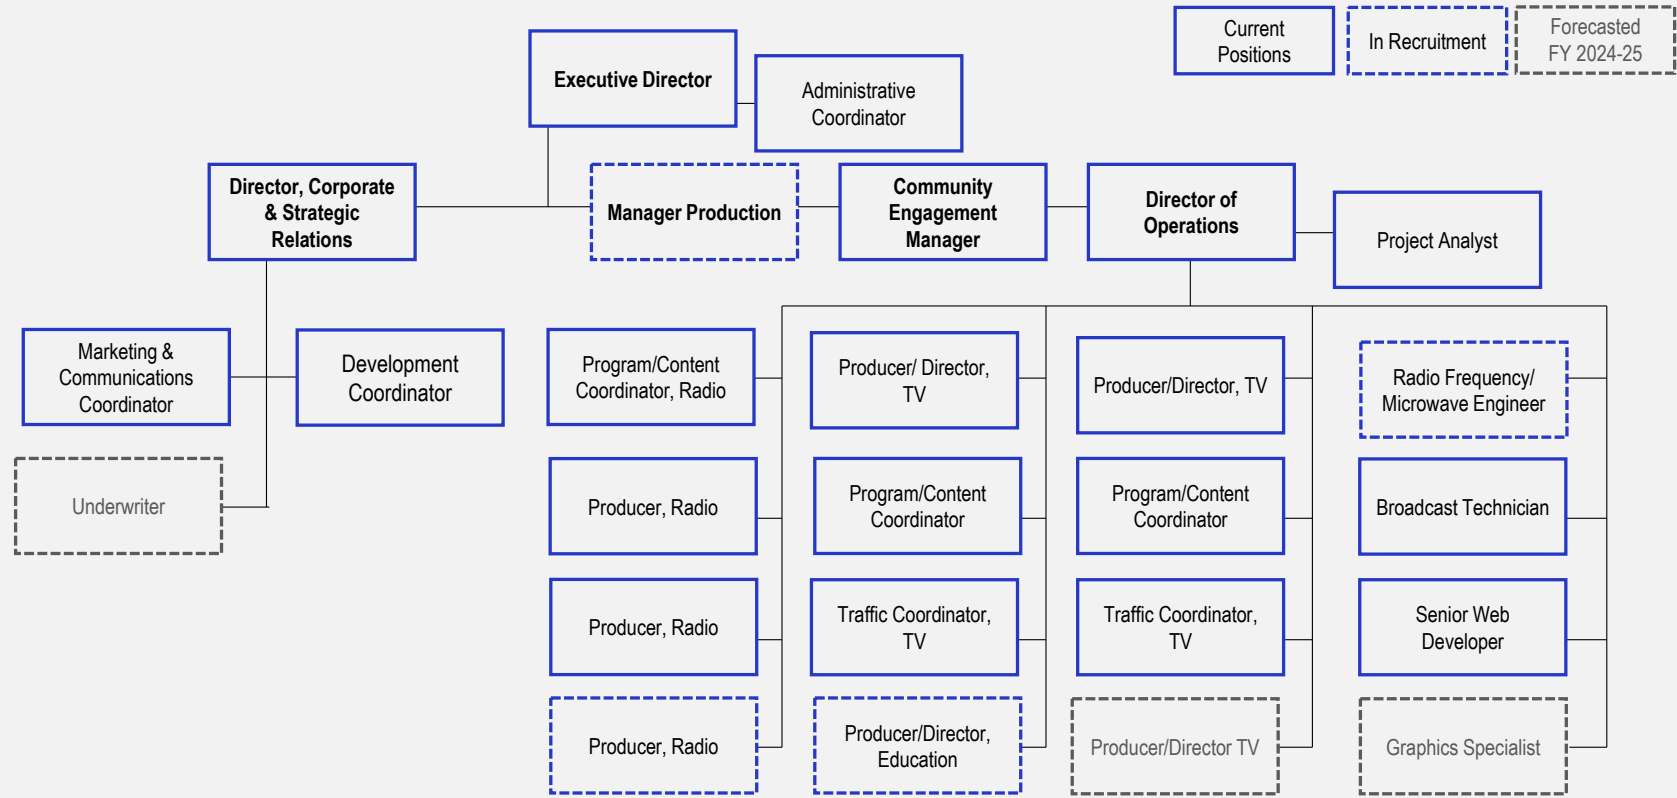 Current
Positions
In Recruitment
Forecasted
FY 2024-25
Executive Director
Administrative
Coordinator
Director, Corporate
& Strategic
Relations
Manager Production
Community
Engagement
Manager
Director of
Operations
Project Analyst
Marketing &
Communications
Coordinator
Development
Coordinator
Underwriter
Program/Content
Coordinator, Radio
Producer/ Director,
TV
Producer/Director, TV
Radio Frequency/
Microwave Engineer
Producer, Radio
Program/Content
Coordinator
Program/Content
Coordinator
Broadcast Technician
Producer, Radio
Traffic Coordinator,
TV
Traffic Coordinator,
TV
Senior Web
Developer
Producer, Radio
Producer/Director,
Education
Producer/Director TV
Graphics Specialist